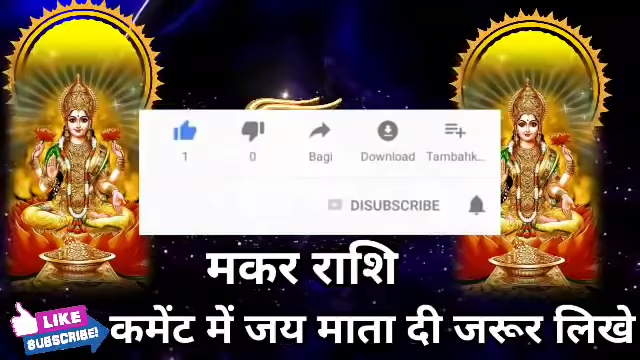 1 0 Bagi Download Tambahk...
DISUBSCRIBE
मकर राशि
LIKE
SUBSCRIBE!
कमेंट में जय माता दी जरूर लिखे